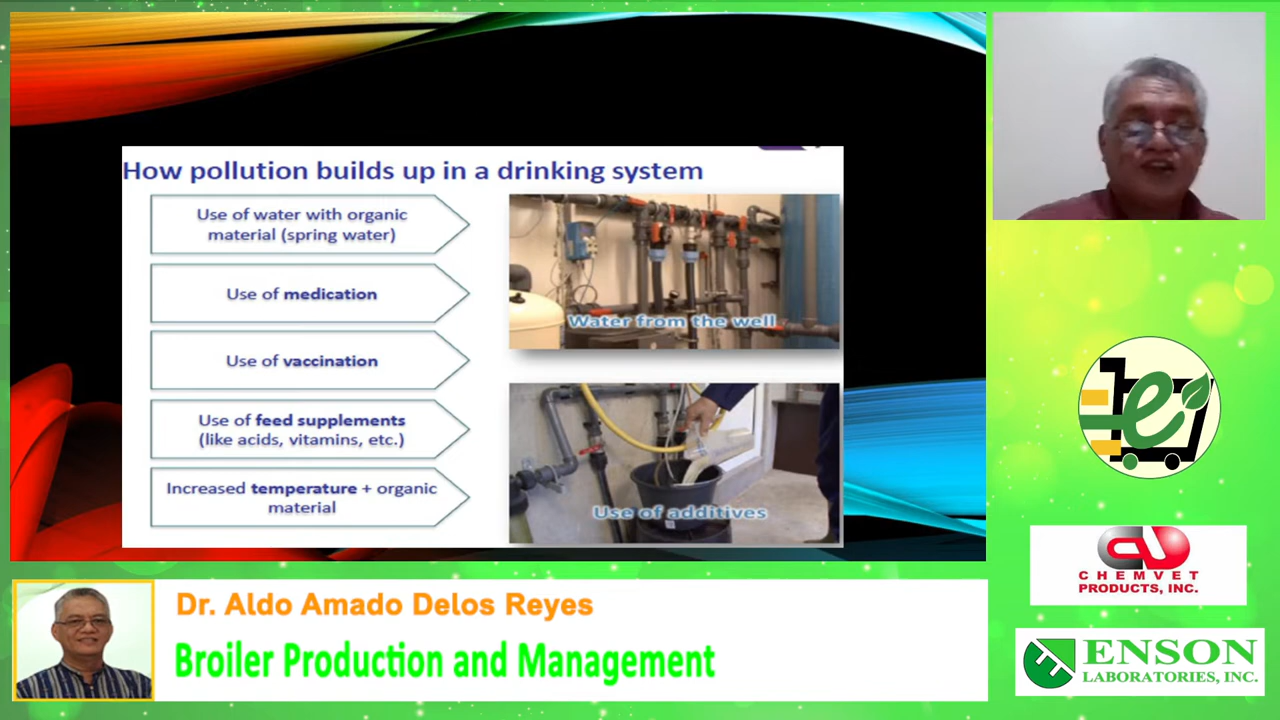 How pollution builds up in a drinking system
Use of water with organic
material (spring water)
Use of medication
Use of vaccination
Use of feed supplements
(like acids, vitamins, etc.)
Increased temperature + organic
material
Water from the well
Use of additives
Dr. Aldo Amado Delos Reyes
Broiler Production and Management
e
CHEMVET
PRODUCTS, INC.
ENSON
LABORATORIES, INC.